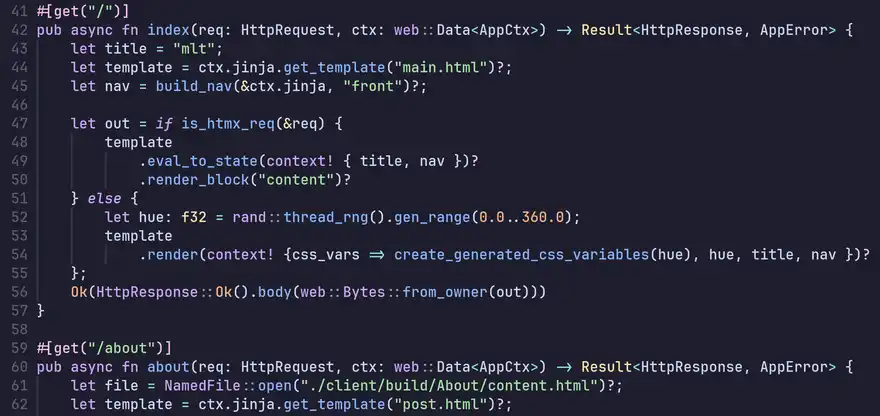 41 #[get("/")]
42 pub async fn index(req: HttpRequest, ctx: web::Data<AppCtx>) -> Result<HttpResponse, AppError> {
43     let title = "mlt";
44     let template = ctx.jinja.get_template("main.html")?;
45     let nav = build_nav(&ctx.jinja, "front")?;
46
47     let out = if is_htmx_req(&req) {
48         template
49             .eval_to_state(context! { title, nav })?
50             .render_block("content")?
51     } else {
52         let hue: f32 = rand::thread_rng().gen_range(0.0..360.0);
53         template
54             .render(context! {css_vars => create_generated_css_variables(hue), hue, title, nav })?
55     };
56     Ok(HttpResponse::Ok().body(web::Bytes::from_owner(out)))
57 }
58
59 #[get("/about")]
60 pub async fn about(req: HttpRequest, ctx: web::Data<AppCtx>) -> Result<HttpResponse, AppError> {
61     let file = NamedFile::open("./client/build/About/content.html")?;
62     let template = ctx.jinja.get_template("post.html")?;